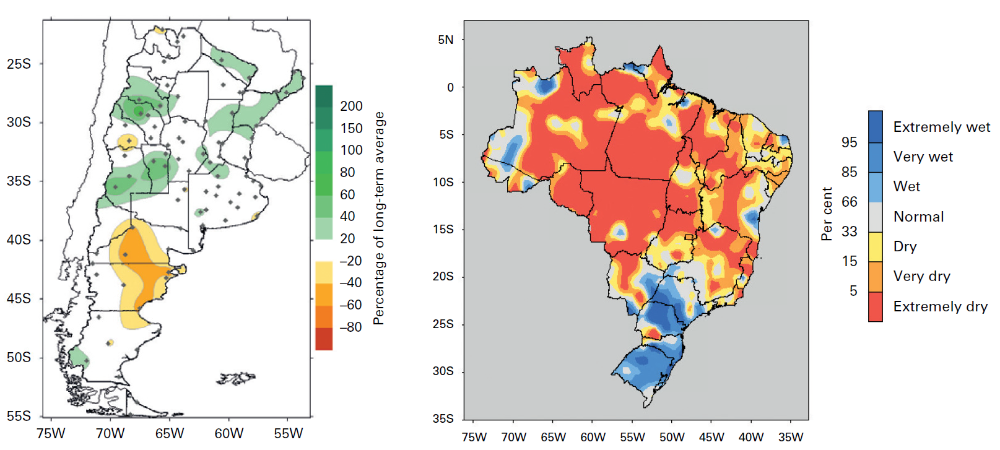 25S
30S
35S
40S
45S
50S
55S
75W 70W 65W 60W 55W
200
150
100
80
60
40
20
–20
–40
–60
–80
Percentage of long-term average
5N
0
5S
10S
15S
20S
25S
30S
35S
75W 70W 65W 60W 55W 50W 45W 40W 35W
Per cent
95
85
66
33
15
5
Extremely wet
Very wet
Wet
Normal
Dry
Very dry
Extremely dry